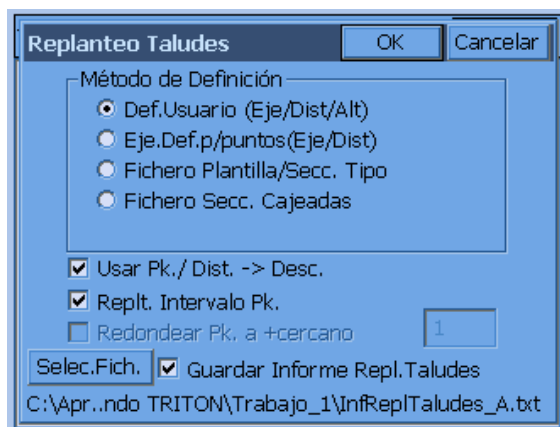 Replanteo Taludes OK Cancelar
Método de Definición
Def.Usuario (Eje/Dist/Alt)
Eje.Def.p/puntos(Eje/Dist)
Fichero Plantilla/Secc. Tipo
Fichero Secc. Cajeadas
Usar Pk./ Dist. -> Desc.
Replt. Intervalo Pk.
Redondear Pk. a +cercano 1
Selec.Fich. Guardar Informe Repl.Taludes
C:\Apr..ndo TRITON\Trabajo_1\InfReplTaludes_A.txt